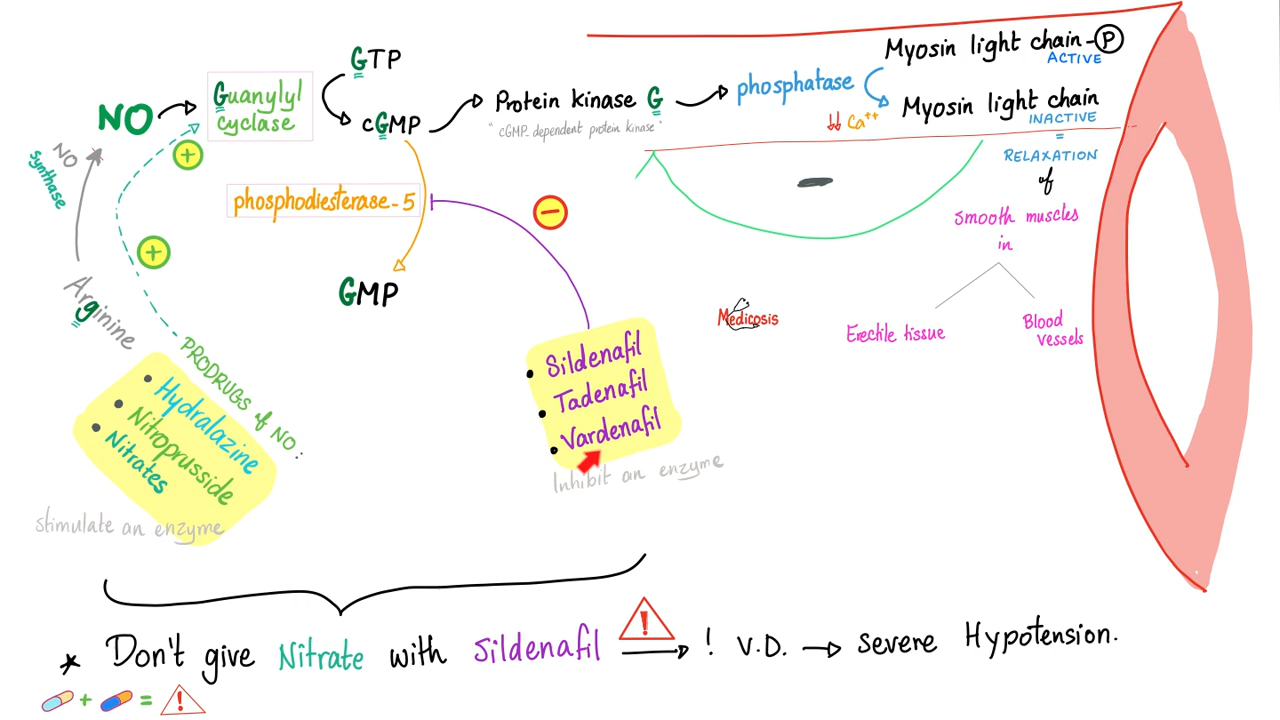 GTP
NO
Guanylyl
cyclase
cGMP
Protein kinase G
"cGMP_dependent protein kinase"
phosphatase
↓↓ Ca++
Myosin light chain-P
ACTIVE
Myosin light chain
INACTIVE
=
RELAXATION
of
smooth muscles
in
Erectile tissue
Blood
vessels
NO
synthase
+
phosphodiesterase-5
−
+
GMP
Arginine
PRODRUGS of NO:
• Hydralazine
• Nitroprusside
• Nitrates
stimulate an enzyme
Medicosis
• Sildenafil
• Tadenafil
• Vardenafil
Inhibit an enzyme
* Don't give Nitrate with Sildenafil ! → ! V.D. → severe Hypotension.
+ = !